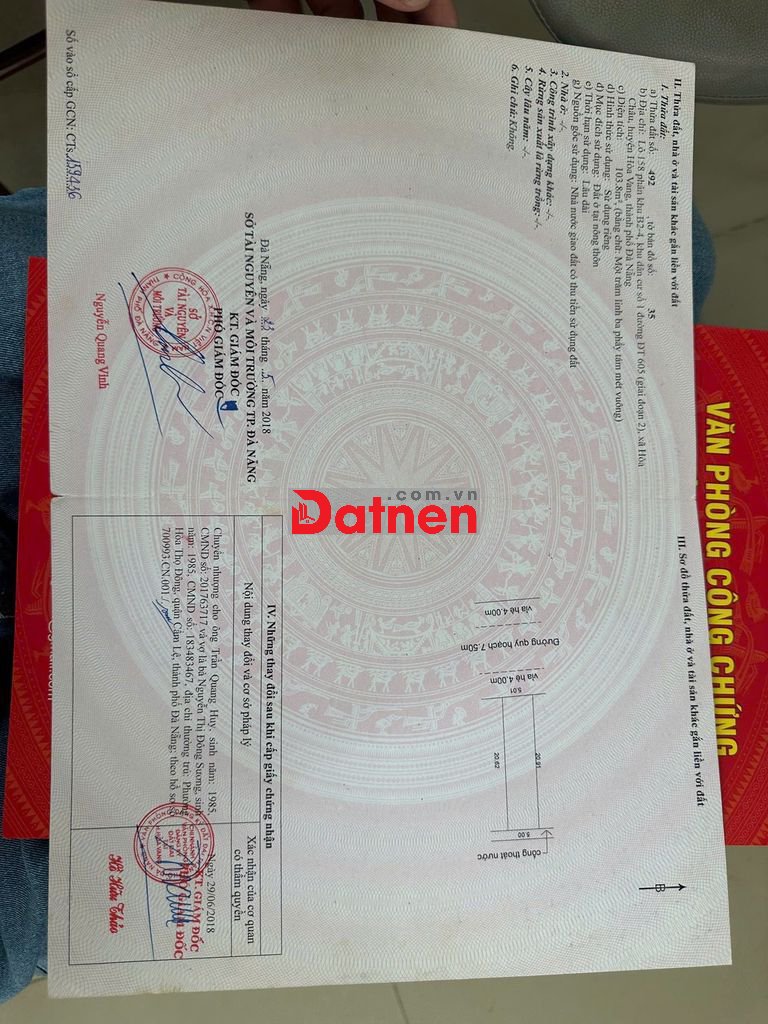 II. Thửa đất, nhà ở và tài sản khác gắn liền với đất
1. Thửa đất:
a) Thửa đất số: 492 , tờ bản đồ số: 35
b) Địa chỉ: Lô 158 phân khu B2-4, khu dân cư số 1 đường ĐT 605 (giai đoạn 2), xã Hòa
Châu, huyện Hòa Vang, thành phố Đà Nẵng
c) Diện tích: 103.8m², (bằng chữ: Một trăm linh ba phẩy tám mét vuông)
d) Hình thức sử dụng: Sử dụng riêng
đ) Mục đích sử dụng: Đất ở tại nông thôn
e) Thời hạn sử dụng: Lâu dài
g) Nguồn gốc sử dụng: Nhà nước giao đất có thu tiền sử dụng đất
2. Nhà ở: -/-.
3. Công trình xây dựng khác: -/-.
4. Rừng sản xuất là rừng trồng: -/-.
5. Cây lâu năm: -/-.
6. Ghi chú: Không.
Đà Nẵng, ngày 23 tháng 5 năm 2018
SỞ TÀI NGUYÊN VÀ MÔI TRƯỜNG TP. ĐÀ NẴNG
KT. GIÁM ĐỐC
PHÓ GIÁM ĐỐC
SỞ
TÀI NGUYÊN
VÀ
MÔI TRƯỜNG
Nguyễn Quang Vinh
Số vào sổ cấp GCN: CTs 159436
III. Sơ đồ thửa đất, nhà ở và tài sản khác gắn liền với đất
B
vỉa hè 4.00m
Đường quy hoạch 7.50m
vỉa hè 4.00m
5.01
20.91
20.62
5.00
cống thoát nước
IV. Những thay đổi sau khi cấp giấy chứng nhận
Nội dung thay đổi và cơ sở pháp lý
Xác nhận của cơ quan
có thẩm quyền
Chuyển nhượng cho ông Trần Quang Huy, sinh năm: 1985,
CMND số: 201763717 và vợ là bà Nguyễn Thị Đông Sương, sinh
năm: 1985, CMND số: 183483467, địa chỉ thường trú: Phường
Hòa Thọ Đông, quận Cẩm Lệ, thành phố Đà Nẵng; theo hồ sơ số
700993.CN.001
Ngày 29/06/2018
KT. GIÁM ĐỐC
PHÓ GIÁM ĐỐC
Hồ Hữu Thảo
VĂN PHÒNG CÔNG CHỨNG
Datnen
.com.vn